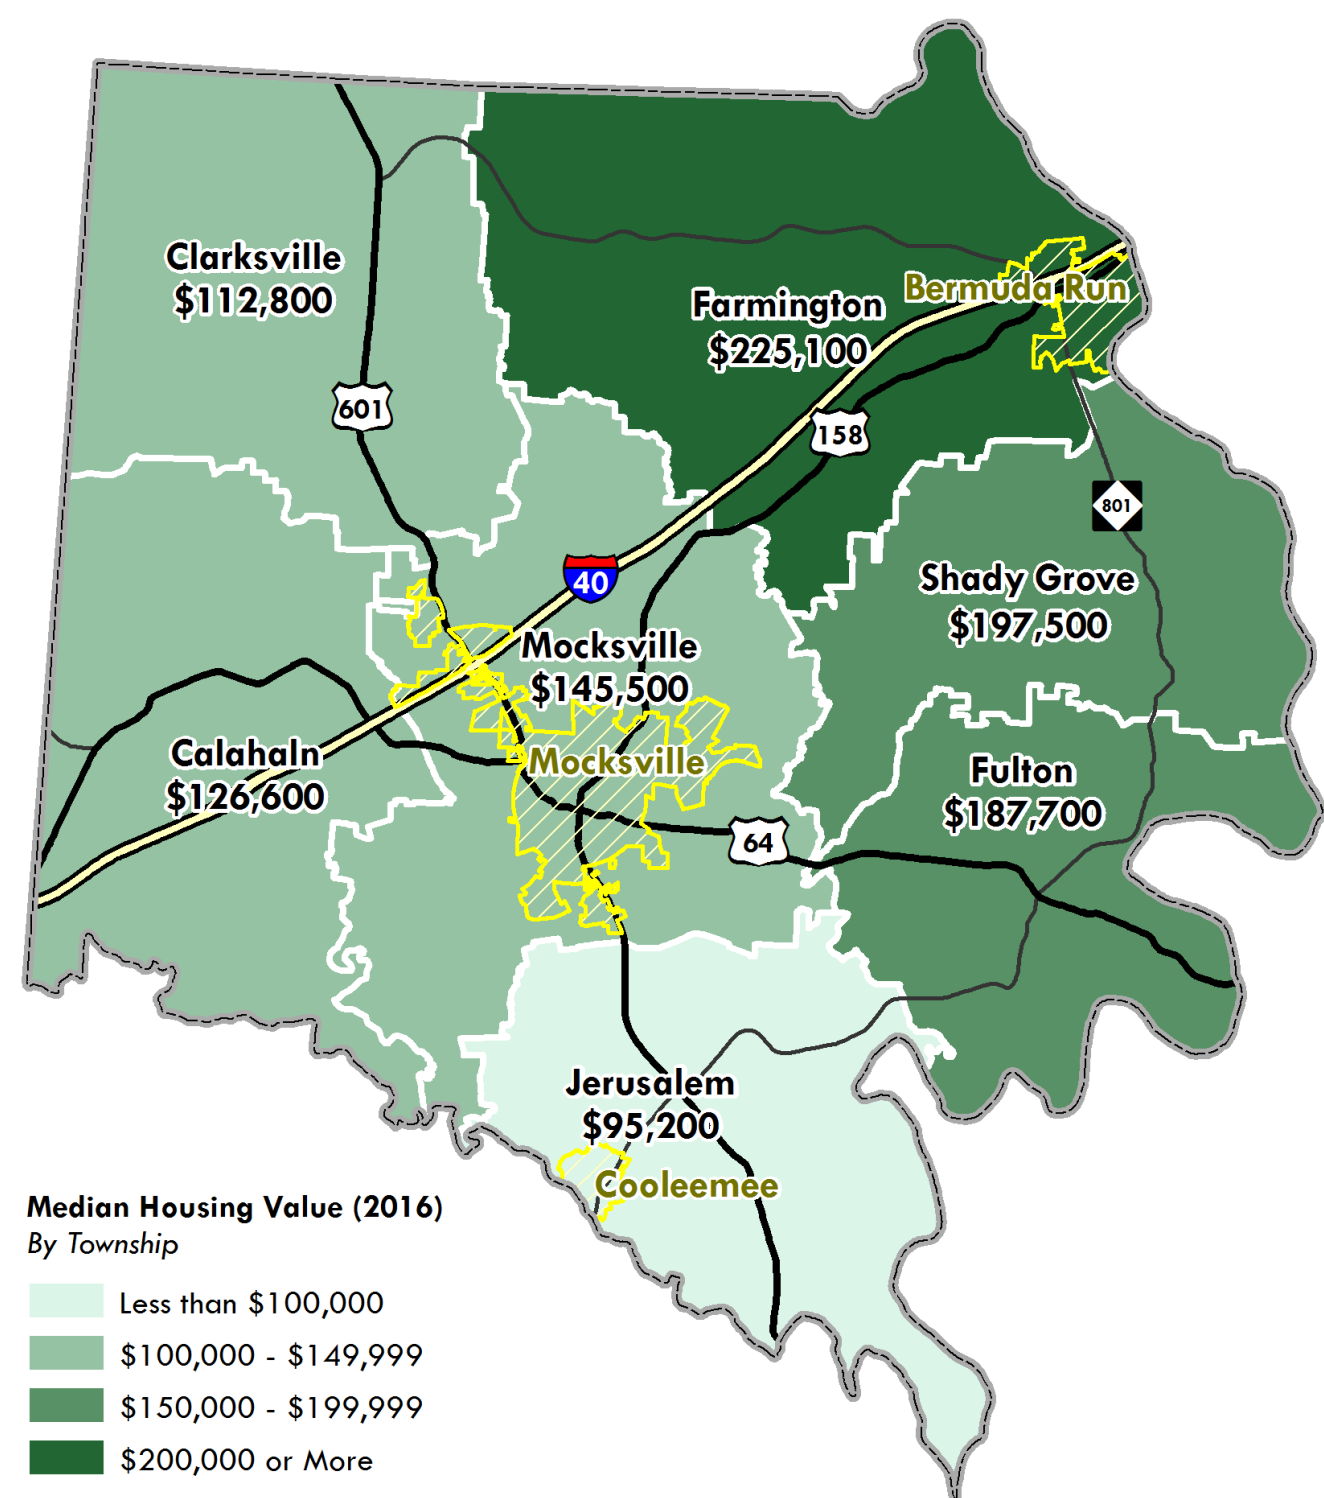 Clarksville
$112,800
Bermuda Run
Farmington
$225,100
601
158
801
40
Shady Grove
$197,500
Mocksville
$145,500
Calahaln
$126,600
Mocksville
Fulton
$187,700
64
Jerusalem
$95,200
Cooleemee
Median Housing Value (2016)
By Township
Less than $100,000
$100,000 - $149,999
$150,000 - $199,999
$200,000 or More